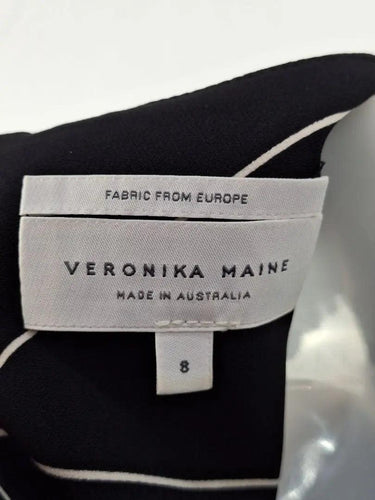 FABRIC FROM EUROPE
VERONIKA MAINE
MADE IN AUSTRALIA
8